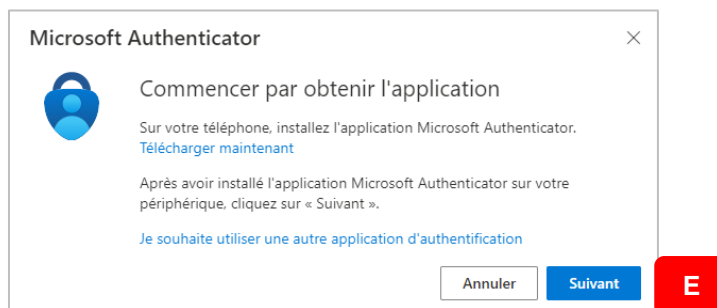 Microsoft Authenticator
Commencer par obtenir l'application
Sur votre téléphone, installez l'application Microsoft Authenticator.
Télécharger maintenant
Après avoir installé l'application Microsoft Authenticator sur votre
périphérique, cliquez sur « Suivant ».
Je souhaite utiliser une autre application d'authentification
Annuler Suivant E